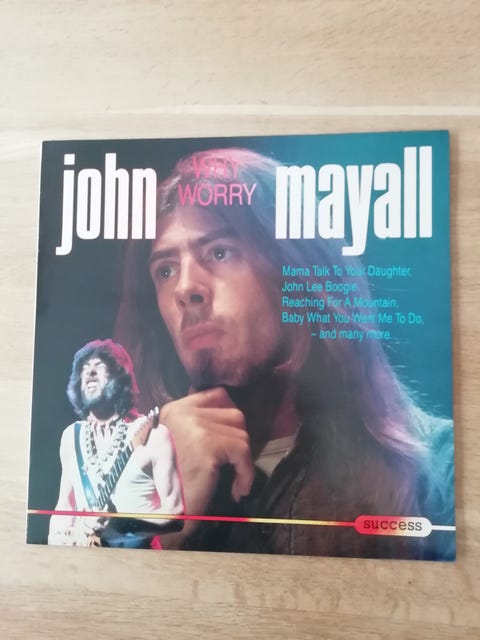 john
WHY
WORRY
mayall
Mama Talk To Your Daughter,
John Lee Boogie,
Reaching For A Mountain,
Baby What You Want Me To Do,
– and many more...
success